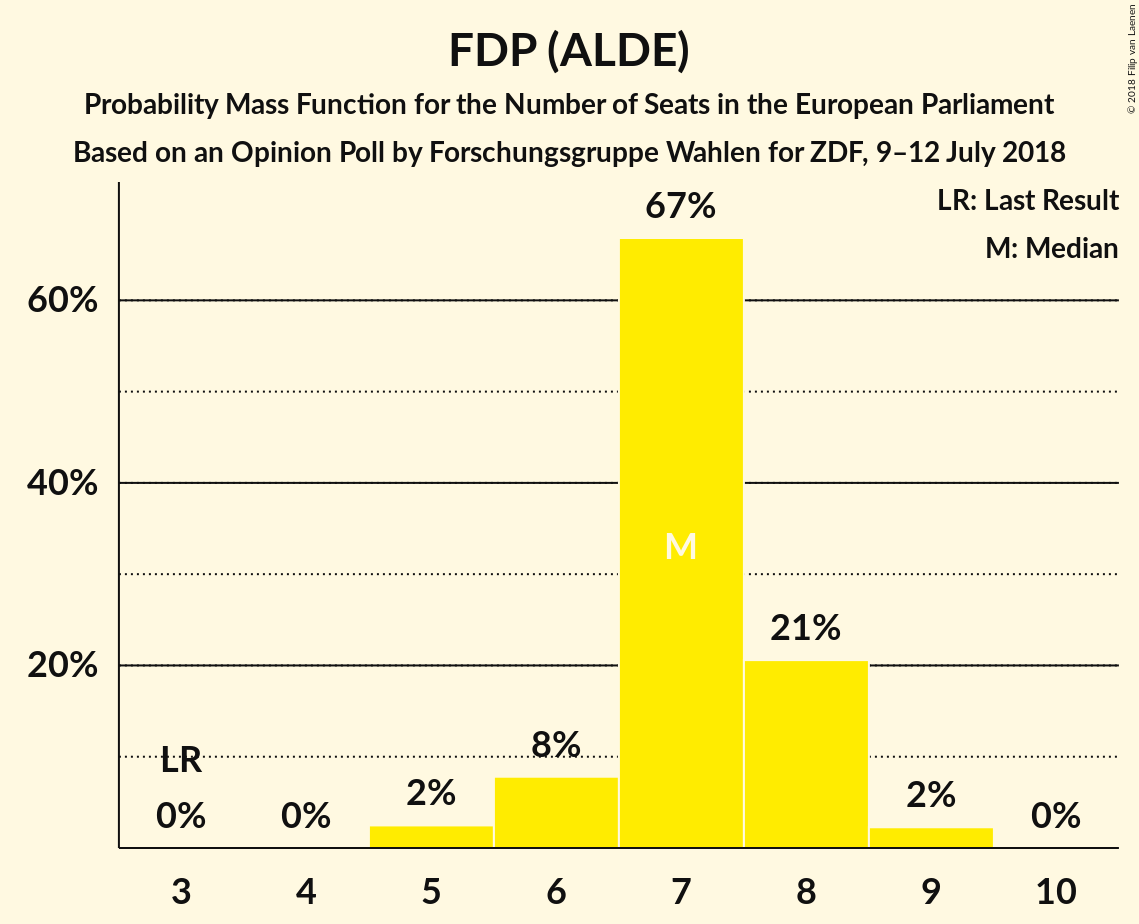 FDP (ALDE)
Probability Mass Function for the Number of Seats in the European Parliament
Based on an Opinion Poll by Forschungsgruppe Wahlen for ZDF, 9–12 July 2018
© 2018 Filip van Laenen
LR: Last Result
M: Median
67%
60%
40%
M
21%
20%
8%
LR
2%
2%
0%
0%
0%
3 4 5 6 7 8 9 10